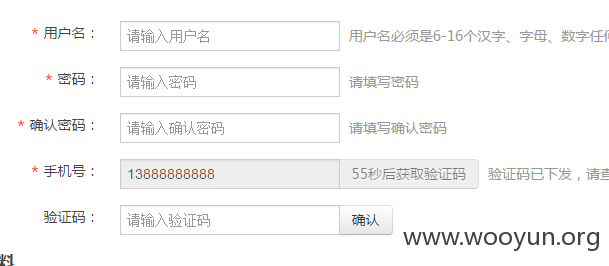 * 用户名： 请输入用户名 用户名必须是6-16个汉字、字母、数字任
* 密码： 请输入密码 请填写密码
* 确认密码： 请输入确认密码 请填写确认密码
* 手机号： 13888888888 55秒后获取验证码 验证码已下发，请
验证码： 请输入验证码 确认
www.wooyun.org
料